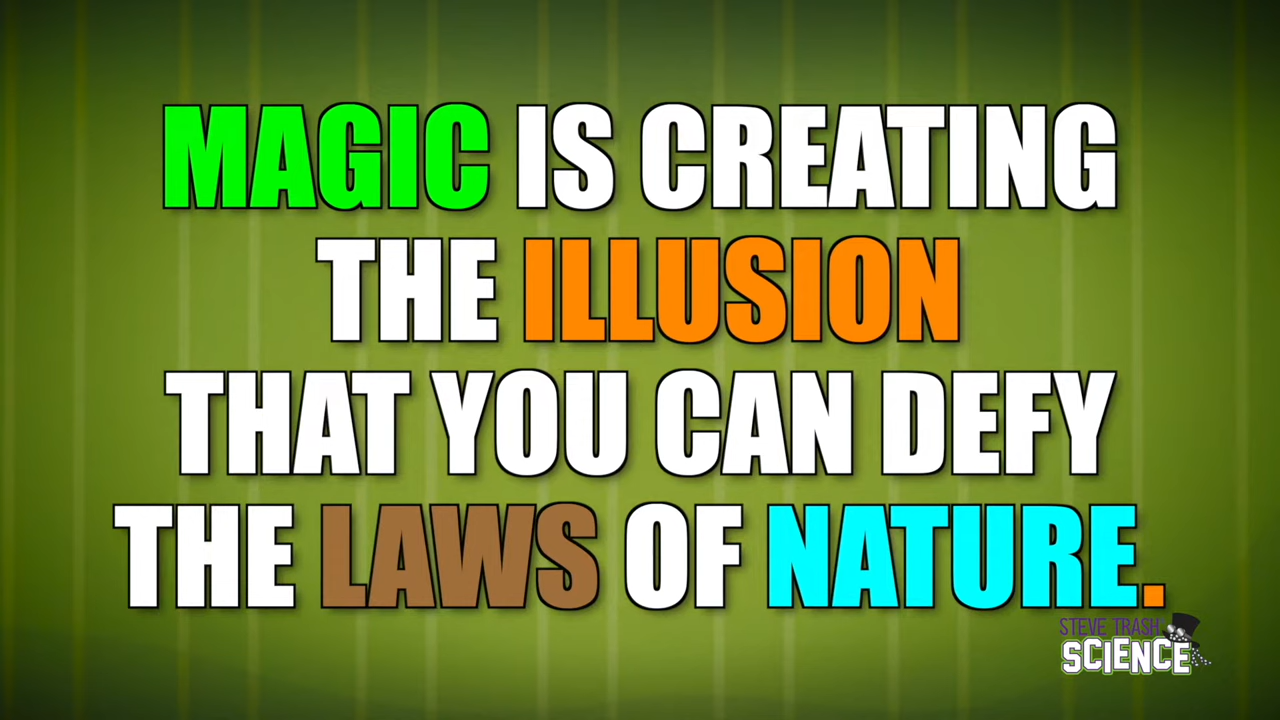 MAGIC IS CREATING
THE ILLUSION
THAT YOU CAN DEFY
THE LAWS OF NATURE.
STEVE TRASH
SCIENCE